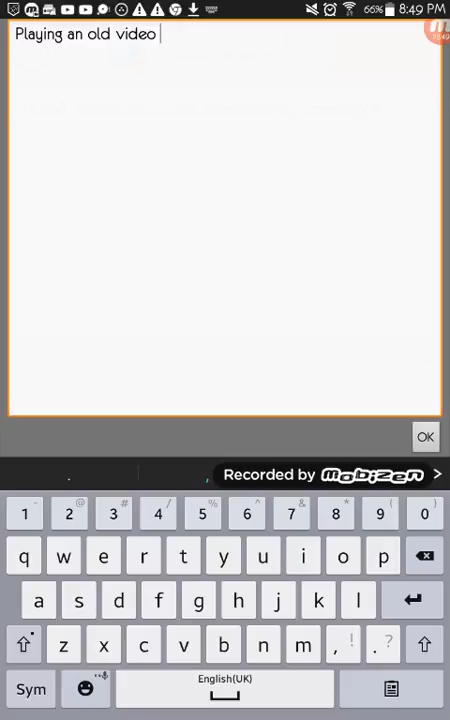 66% 8:49 PM
Playing an old video
OK
. , Recorded by mobizen >
1 - 2 @ 3 # 4 / 5 % 6 ^ 7 & 8 * 9 ( 0 )
q w e r t y u i o p
a s d f g h j k l
z x c v b n m , ! . ?
Sym English(UK)